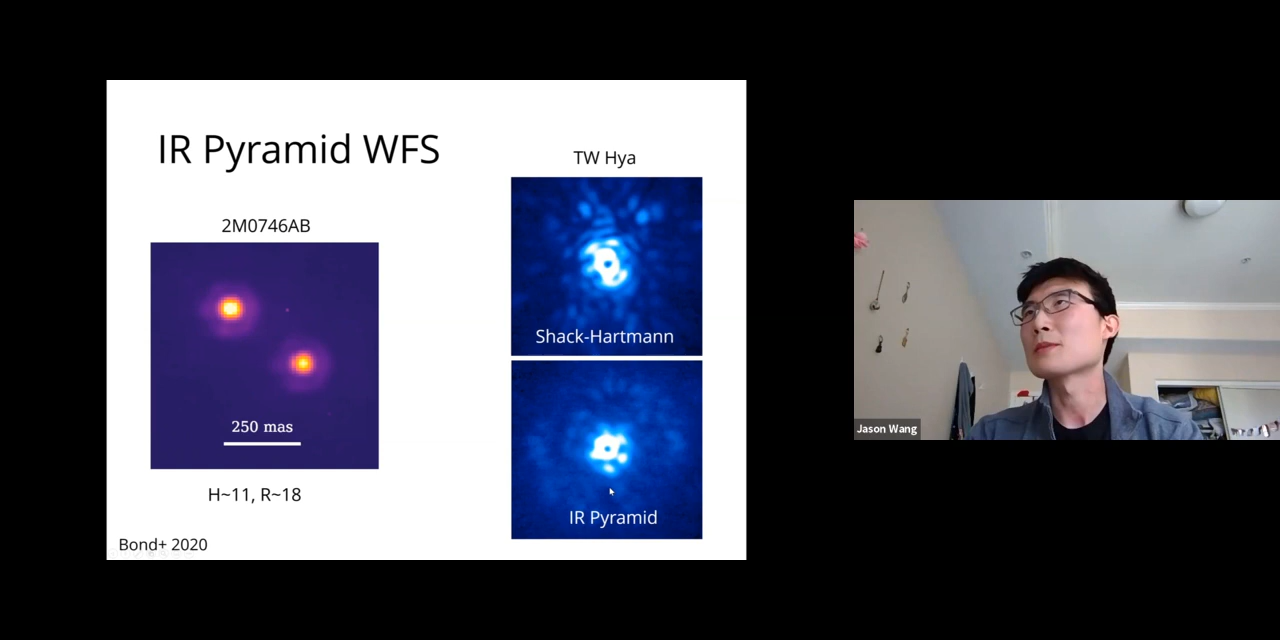 IR Pyramid WFS
2M0746AB
250 mas
H~11, R~18
Bond+ 2020
TW Hya
Shack-Hartmann
IR Pyramid
Jason Wang